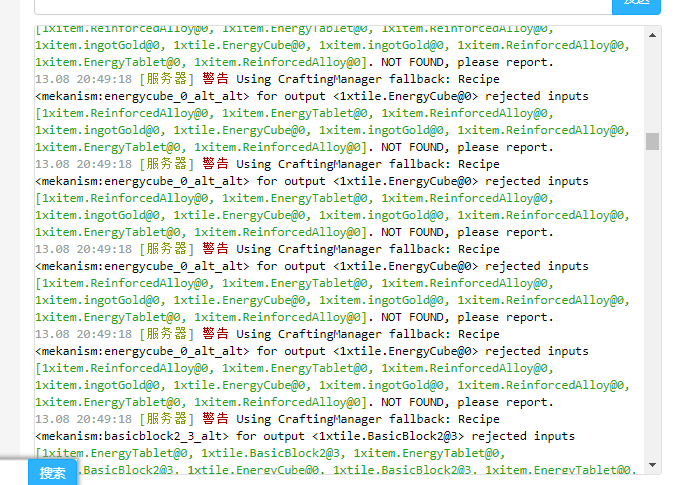 发送
[1xitem.ReinforcedAlloy@0, 1xitem.EnergyTablet@0, 1xitem.ReinforcedAlloy@0,
1xitem.ingotGold@0, 1xtile.EnergyCube@0, 1xitem.ingotGold@0, 1xitem.ReinforcedAlloy@0,
1xitem.EnergyTablet@0, 1xitem.ReinforcedAlloy@0]. NOT FOUND, please report.
13.08 20:49:18 [服务器] 警告 Using CraftingManager fallback: Recipe
<mekanism:energycube_0_alt_alt> for output <1xtile.EnergyCube@0> rejected inputs
[1xitem.ReinforcedAlloy@0, 1xitem.EnergyTablet@0, 1xitem.ReinforcedAlloy@0,
1xitem.ingotGold@0, 1xtile.EnergyCube@0, 1xitem.ingotGold@0, 1xitem.ReinforcedAlloy@0,
1xitem.EnergyTablet@0, 1xitem.ReinforcedAlloy@0]. NOT FOUND, please report.
13.08 20:49:18 [服务器] 警告 Using CraftingManager fallback: Recipe
<mekanism:energycube_0_alt_alt> for output <1xtile.EnergyCube@0> rejected inputs
[1xitem.ReinforcedAlloy@0, 1xitem.EnergyTablet@0, 1xitem.ReinforcedAlloy@0,
1xitem.ingotGold@0, 1xtile.EnergyCube@0, 1xitem.ingotGold@0, 1xitem.ReinforcedAlloy@0,
1xitem.EnergyTablet@0, 1xitem.ReinforcedAlloy@0]. NOT FOUND, please report.
13.08 20:49:18 [服务器] 警告 Using CraftingManager fallback: Recipe
<mekanism:energycube_0_alt_alt> for output <1xtile.EnergyCube@0> rejected inputs
[1xitem.ReinforcedAlloy@0, 1xitem.EnergyTablet@0, 1xitem.ReinforcedAlloy@0,
1xitem.ingotGold@0, 1xtile.EnergyCube@0, 1xitem.ingotGold@0, 1xitem.ReinforcedAlloy@0,
1xitem.EnergyTablet@0, 1xitem.ReinforcedAlloy@0]. NOT FOUND, please report.
13.08 20:49:18 [服务器] 警告 Using CraftingManager fallback: Recipe
<mekanism:energycube_0_alt_alt> for output <1xtile.EnergyCube@0> rejected inputs
[1xitem.ReinforcedAlloy@0, 1xitem.EnergyTablet@0, 1xitem.ReinforcedAlloy@0,
1xitem.ingotGold@0, 1xtile.EnergyCube@0, 1xitem.ingotGold@0, 1xitem.ReinforcedAlloy@0,
1xitem.EnergyTablet@0, 1xitem.ReinforcedAlloy@0]. NOT FOUND, please report.
13.08 20:49:18 [服务器] 警告 Using CraftingManager fallback: Recipe
<mekanism:basicblock2_3_alt> for output <1xtile.BasicBlock2@3> rejected inputs
[1xitem.EnergyTablet@0, 1xtile.BasicBlock2@3, 1xitem.EnergyTablet@0,
.BasicBlock2@3, 1xtile.EnergyCube@0, 1xtile.BasicBlock2@3, 1xitem.EnergyTablet@0,
搜索